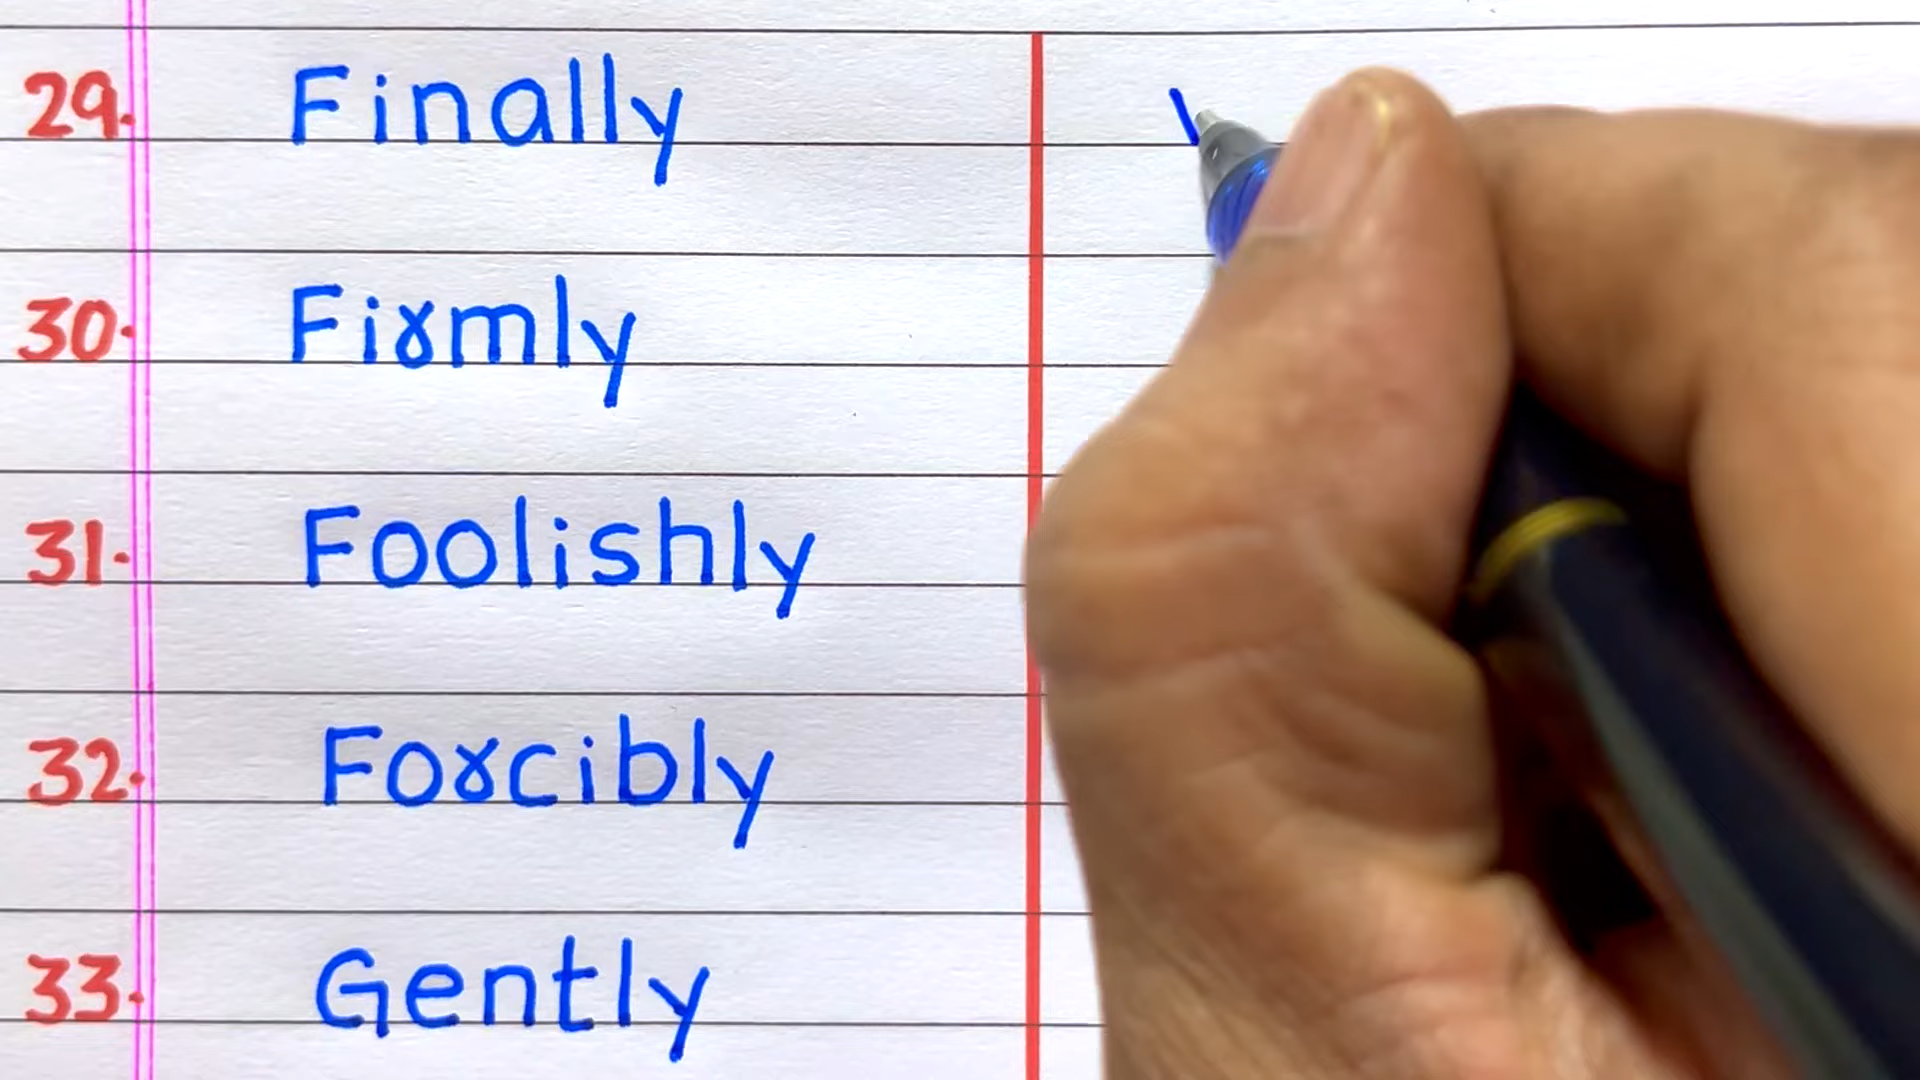 29. Finally
30. Firmly
31. Foolishly
32. Forcibly
33. Gently